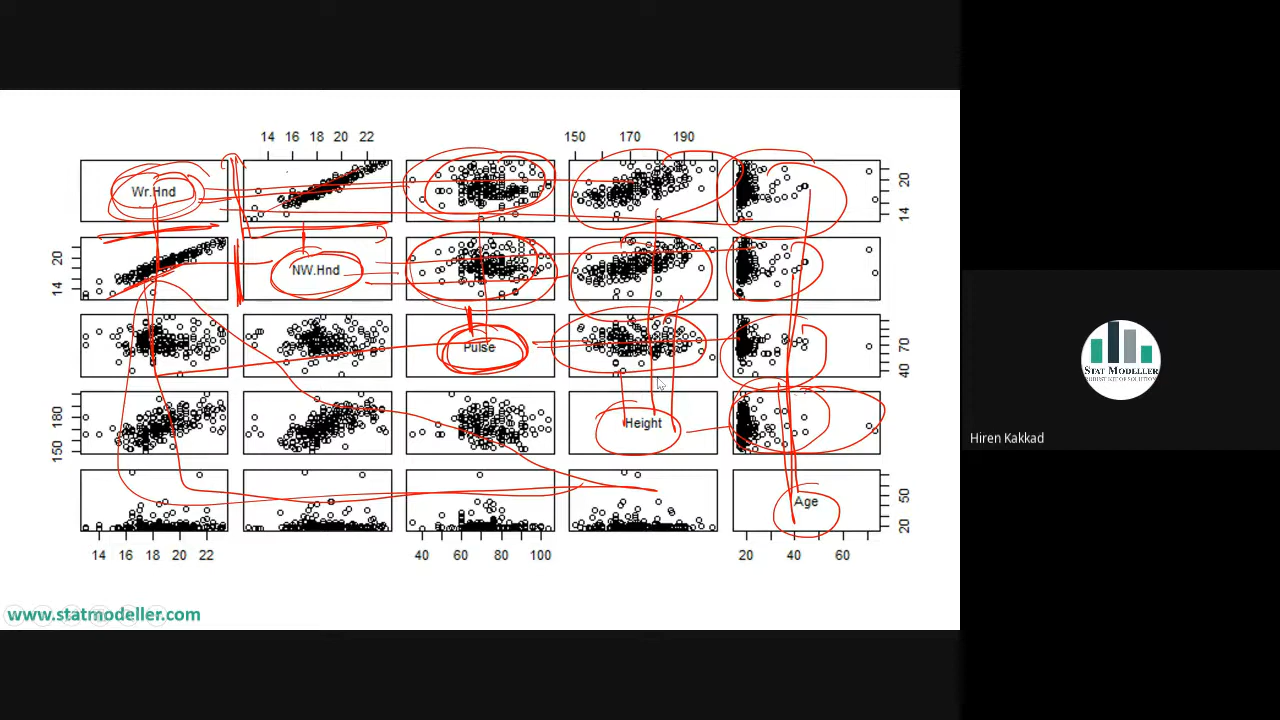 14 16 18 20 22
150 170 190
Wr.Hnd
20
14
20
14
NW.Hnd
Pulse
70
40
180
150
Height
50
20
Age
14 16 18 20 22
40 60 80 100
20 40 60
www.statmodeller.com
STAT MODELLER
Hiren Kakkad